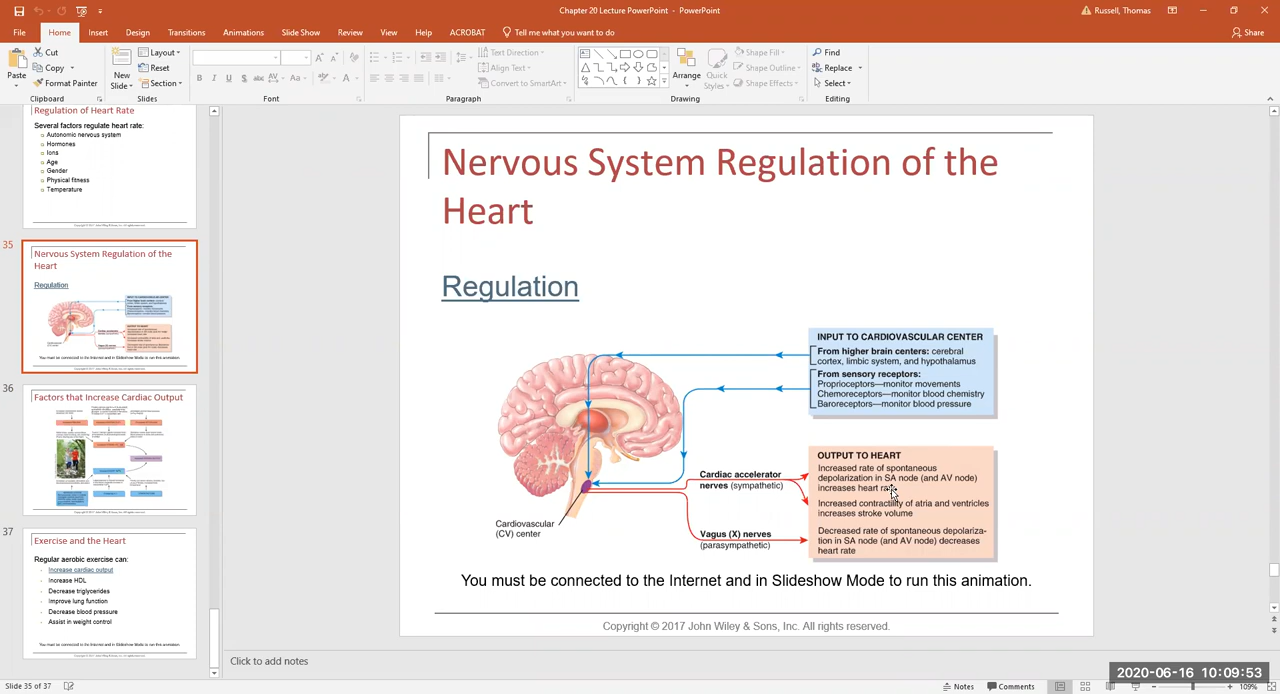 Chapter 20 Lecture PowerPoint - PowerPoint
Russell, Thomas
File Home Insert Design Transitions Animations Slide Show Review View Help ACROBAT Tell me what you want to do
Share
Paste
Cut
Copy
Format Painter
Clipboard
New
Slide
Layout
Reset
Section
Slides
B I U S abc AV Aa A
Font
Text Direction
Align Text
Convert to SmartArt
Paragraph
Arrange
Quick
Styles
Shape Fill
Shape Outline
Shape Effects
Drawing
Find
Replace
Select
Editing
Regulation of Heart Rate
Several factors regulate heart rate:
Autonomic nervous system
Hormones
Ions
Age
Gender
Physical fitness
Temperature
35
Nervous System Regulation of the
Heart
Regulation
You must be connected to the Internet and in Slideshow Mode to run this animation.
36
Factors that Increase Cardiac Output
37
Exercise and the Heart
Regular aerobic exercise can:
Increase cardiac output
Increase HDL
Decrease triglycerides
Improve lung function
Decrease blood pressure
Assist in weight control
You must be connected to the Internet and in Slideshow Mode to run this animation.
Nervous System Regulation of the
Heart
Regulation
INPUT TO CARDIOVASCULAR CENTER
From higher brain centers: cerebral
cortex, limbic system, and hypothalamus
From sensory receptors:
Proprioceptors—monitor movements
Chemoreceptors—monitor blood chemistry
Baroreceptors—monitor blood pressure
OUTPUT TO HEART
Increased rate of spontaneous
depolarization in SA node (and AV node)
increases heart rate
Increased contractility of atria and ventricles
increases stroke volume
Decreased rate of spontaneous depolariza-
tion in SA node (and AV node) decreases
heart rate
Cardiac accelerator
nerves (sympathetic)
Vagus (X) nerves
(parasympathetic)
Cardiovascular
(CV) center
You must be connected to the Internet and in Slideshow Mode to run this animation.
Copyright © 2017 John Wiley & Sons, Inc. All rights reserved.
Click to add notes
2020-06-16 10:09:53
Slide 35 of 37
Notes
Comments
109%